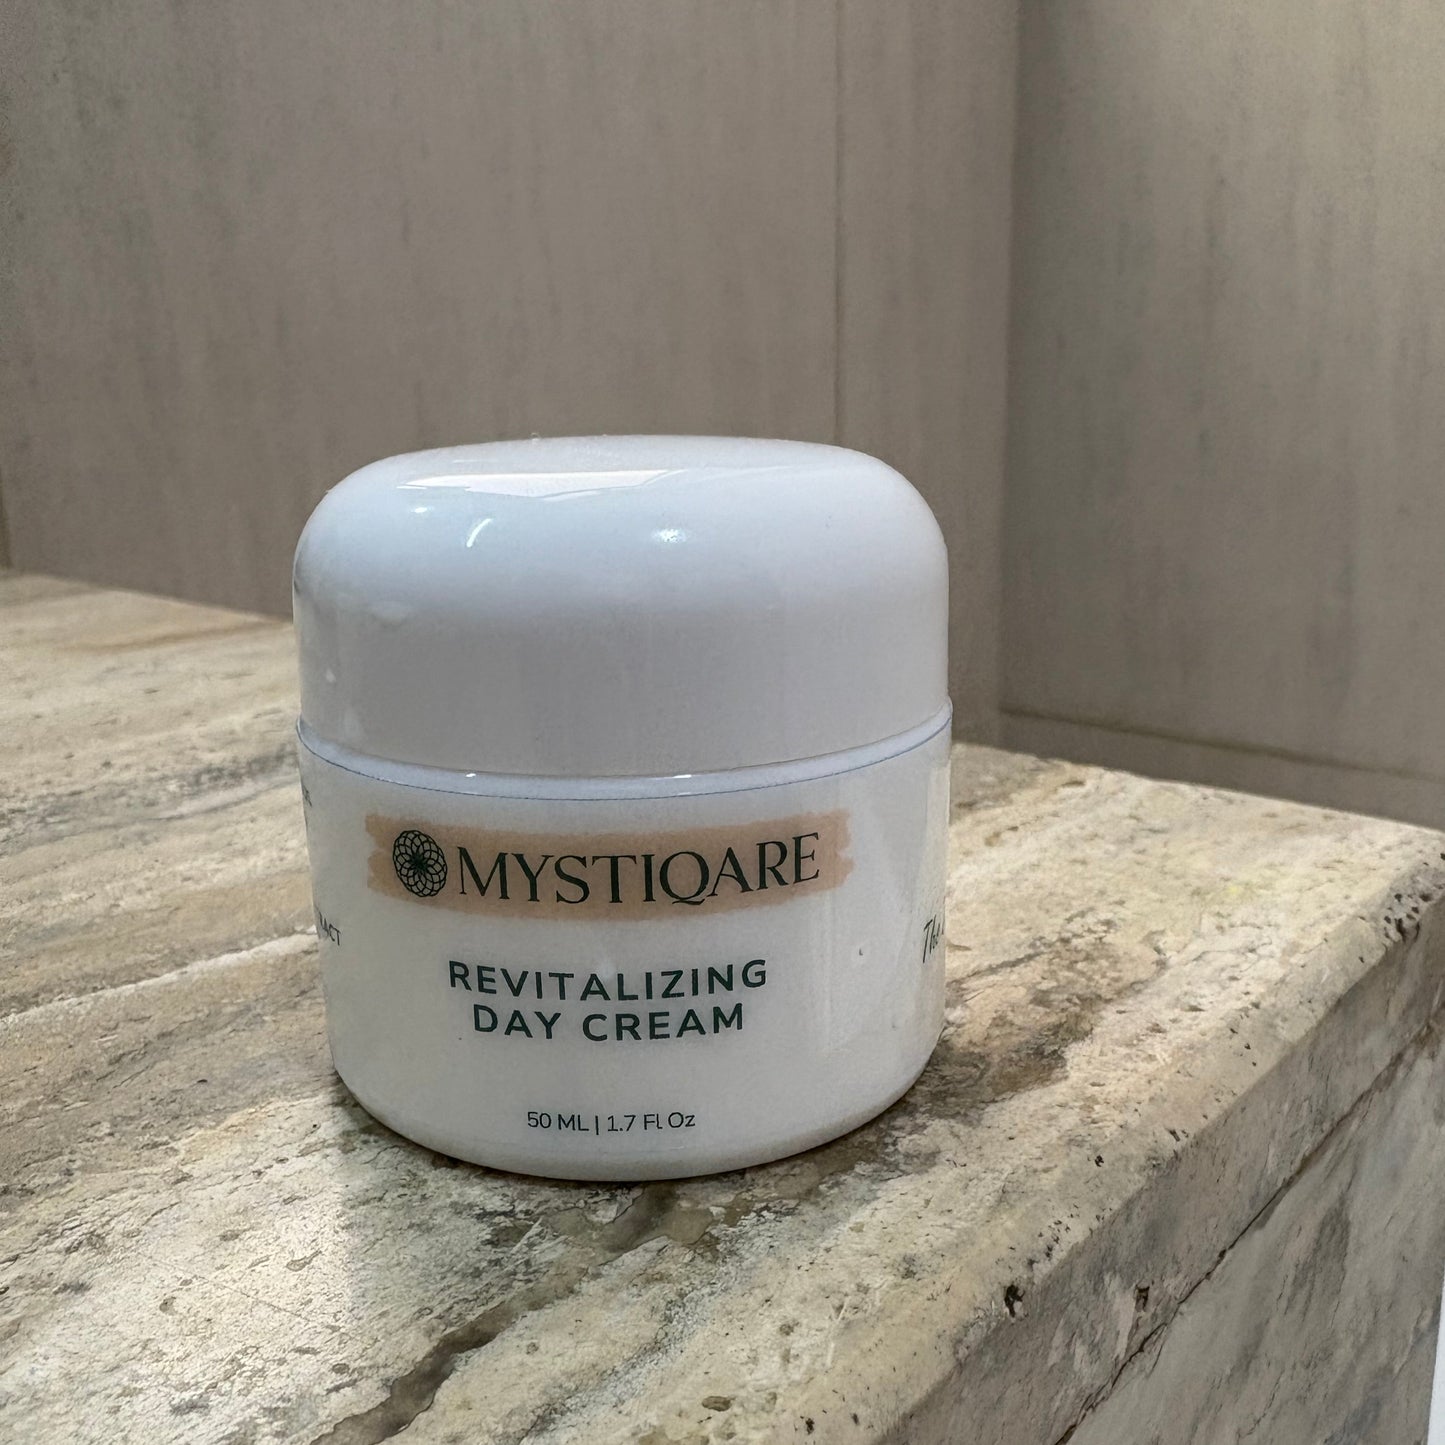 MYSTIQARE
REVITALIZING
DAY CREAM
50 ML | 1.7 Fl Oz